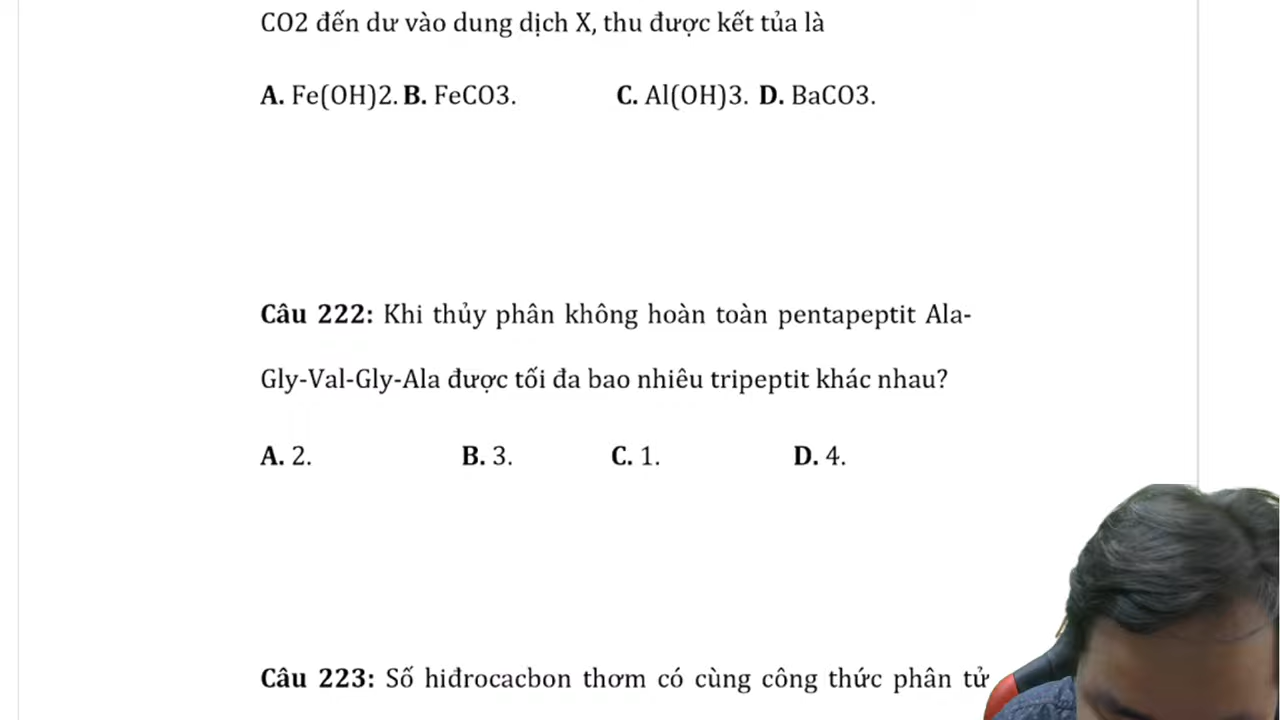 CO2 đến dư vào dung dịch X, thu được kết tủa là
A. Fe(OH)2. B. FeCO3. C. Al(OH)3. D. BaCO3.
Câu 222: Khi thủy phân không hoàn toàn pentapeptit Ala-
Gly-Val-Gly-Ala được tối đa bao nhiêu tripeptit khác nhau?
A. 2. B. 3. C. 1. D. 4.
Câu 223: Số hiđrocacbon thơm có cùng công thức phân tử